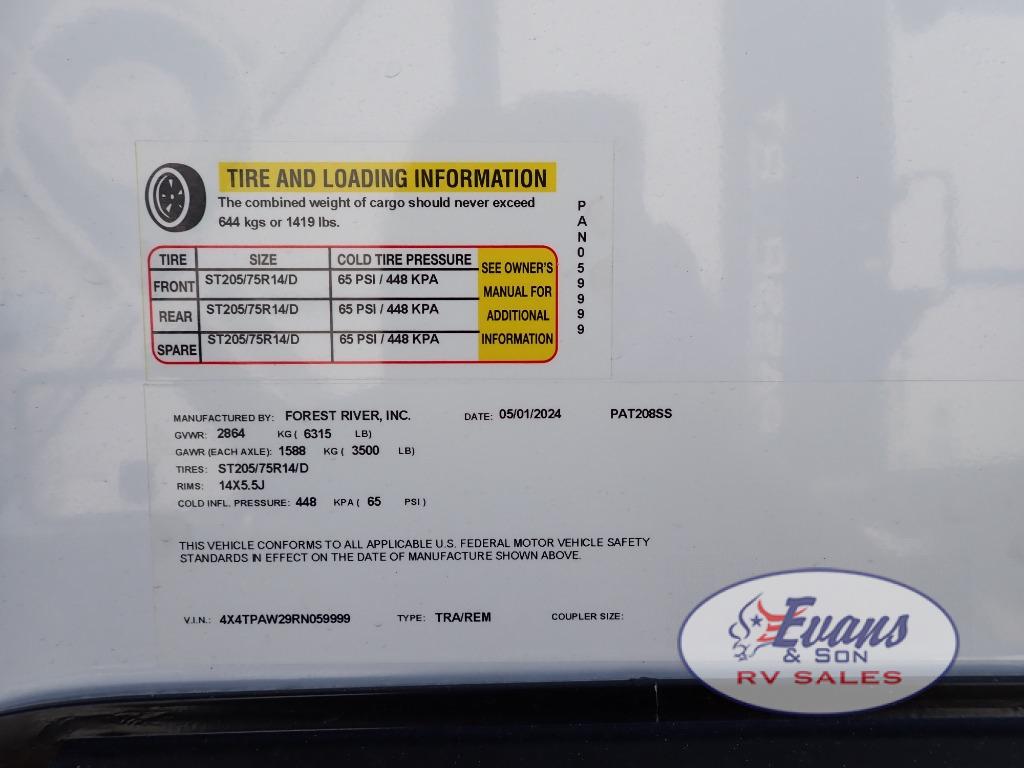 TIRE AND LOADING INFORMATION
The combined weight of cargo should never exceed
644 kgs or 1419 lbs.
TIRE SIZE COLD TIRE PRESSURE SEE OWNER'S MANUAL FOR ADDITIONAL INFORMATION
FRONT ST205/75R14/D 65 PSI / 448 KPA
REAR ST205/75R14/D 65 PSI / 448 KPA
SPARE ST205/75R14/D 65 PSI / 448 KPA
PAN059999
MANUFACTURED BY: FOREST RIVER, INC. DATE: 05/01/2024 PAT208SS
GVWR: 2864 KG ( 6315 LB)
GAWR (EACH AXLE): 1588 KG ( 3500 LB)
TIRES: ST205/75R14/D
RIMS: 14X5.5J
COLD INFL. PRESSURE: 448 KPA ( 65 PSI )
THIS VEHICLE CONFORMS TO ALL APPLICABLE U.S. FEDERAL MOTOR VEHICLE SAFETY
STANDARDS IN EFFECT ON THE DATE OF MANUFACTURE SHOWN ABOVE.
V.I.N.: 4X4TPAW29RN059999 TYPE: TRA/REM COUPLER SIZE:
Evans
& SON
RV SALES